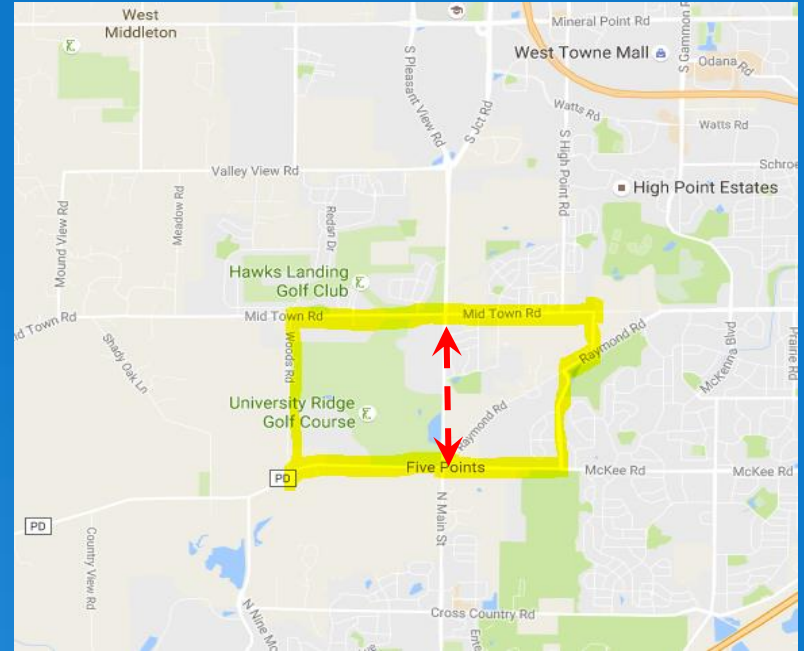 West
Middleton
Mineral Point Rd
S Gammon R
West Towne Mall
Odana Rd
S Pleasant View Rd
S Jct Rd
Watts Rd
Watts Rd
S High Point Rd
Schroe
Valley View Rd
High Point Estates
Meadow Rd
Mound View Rd
Redan Dr
Hawks Landing
Golf Club
Mid Town Rd
Mid Town Rd
id Town Rd
Woods Rd
Shady Oak Ln
Raymond Rd
McKenna Blvd
Prairie Rd
University Ridge
Golf Course
Raymond Rd
Five Points
McKee Rd
McKee Rd
PD
PD
N Main St
Country View Rd
N Nine Mo
Cross Country Rd
Ente